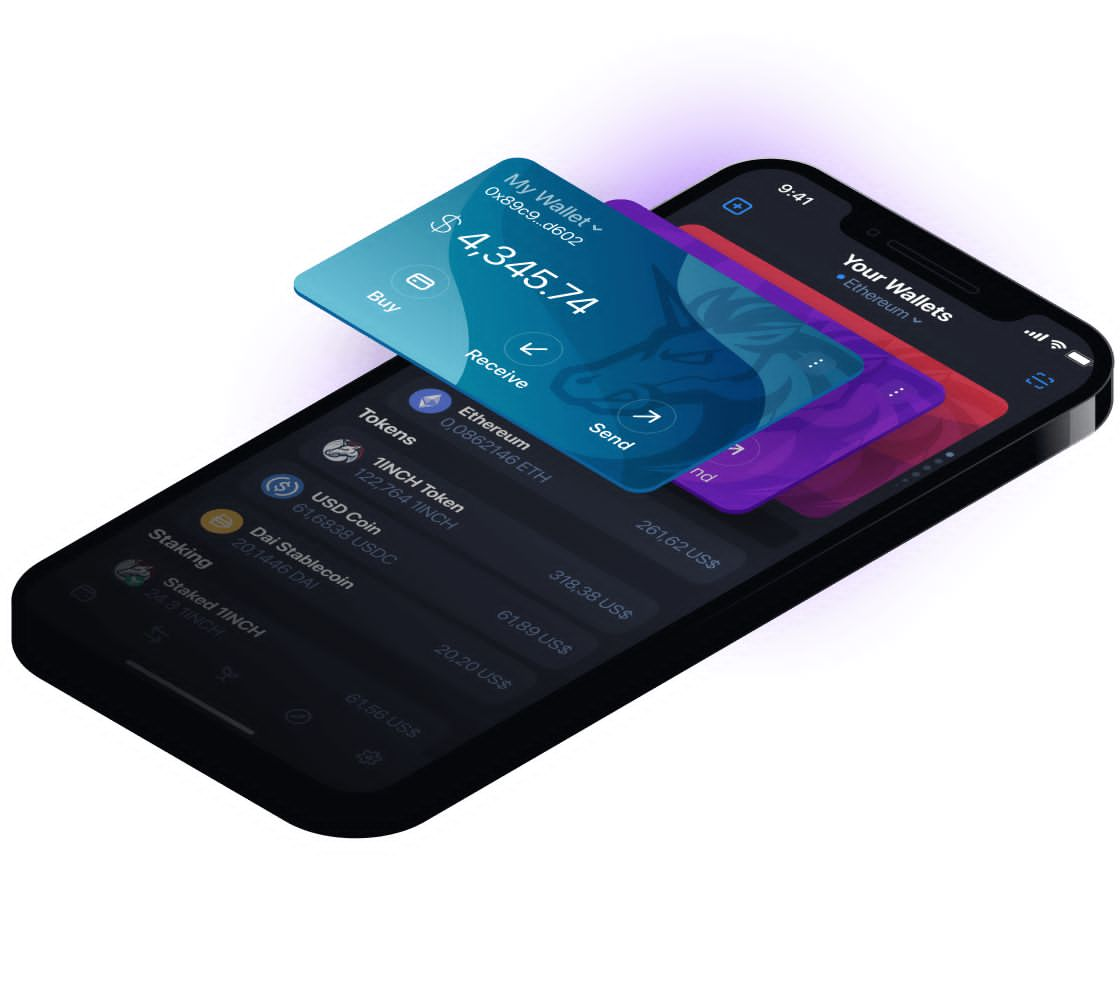 9:41
Your Wallets
Ethereum
My Wallet
0x89c9...d602
$4,345.74
Buy
Receive
Send
nd
Ethereum
0,0862146 ETH
261,62 US$
Tokens
1INCH Token
122,764 1INCH
318,38 US$
USD Coin
61,6838 USDC
61,89 US$
Dai Stablecoin
20,1446 DAI
20,20 US$
Staking
Staked 1INCH
24,3 1INCH
61,56 US$